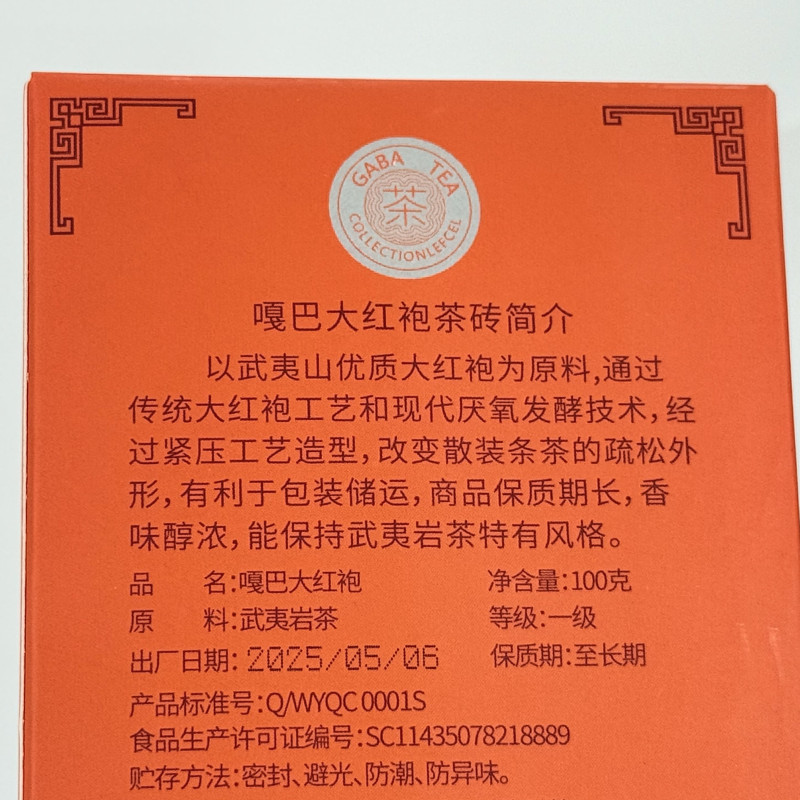 GABA TEA
茶
COLLECTIONLEFCEL
嘎巴大红袍茶砖简介
以武夷山优质大红袍为原料,通过
传统大红袍工艺和现代厌氧发酵技术,经
过紧压工艺造型,改变散装条茶的疏松外
形,有利于包装储运,商品保质期长,香
味醇浓,能保持武夷岩茶特有风格。
品 名:嘎巴大红袍 净含量:100克
原 料:武夷岩茶 等级:一级
出厂日期: 2025/05/06 保质期:至长期
产品标准号:Q/WYQC 0001S
食品生产许可证编号:SC11435078218889
贮存方法:密封、避光、防潮、防异味。